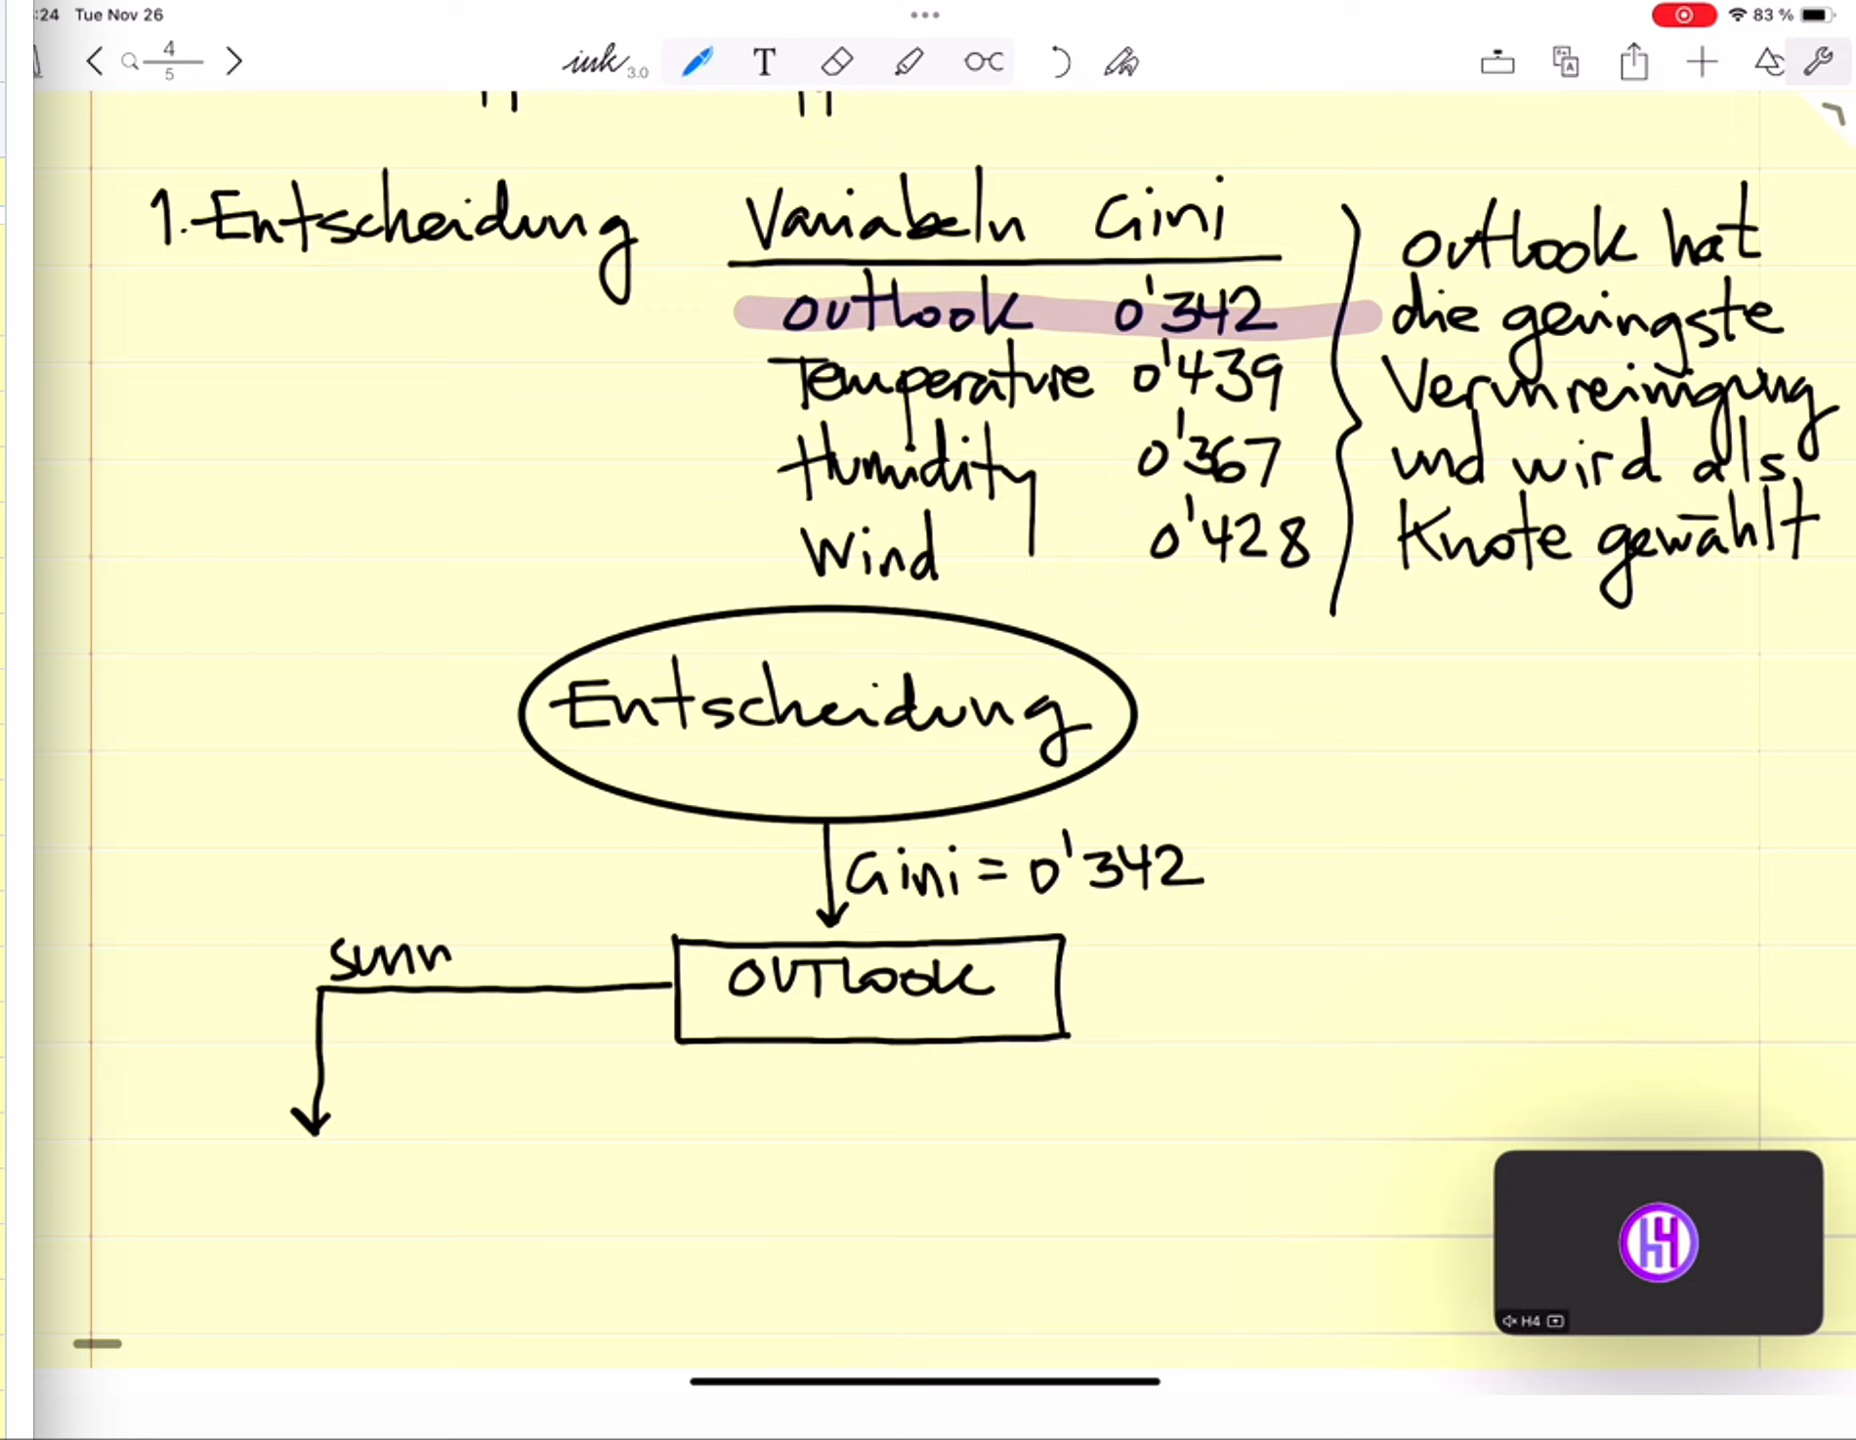 :24 Tue Nov 26
83 %
4
5
ink 3.0
T
A
1. Entscheidung
Variabeln Gini
Outlook 0'342
Temperature 0'439
Humidity 0'367
Wind 0'428
Outlook hat
die geringste
Verunreinigung
und wird als
Knote gewählt
Entscheidung
Gini = 0'342
OUTLOOK
sunn
H4
H4